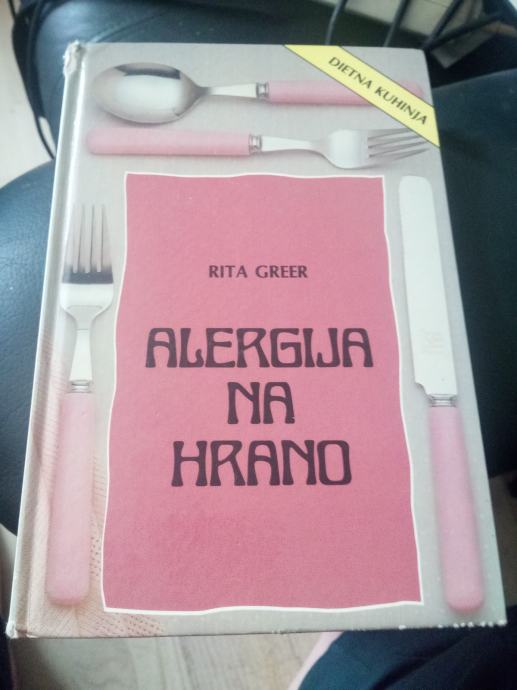 DIETNA KUHINJA
RITA GREER
ALERGIJA
NA
HRANO